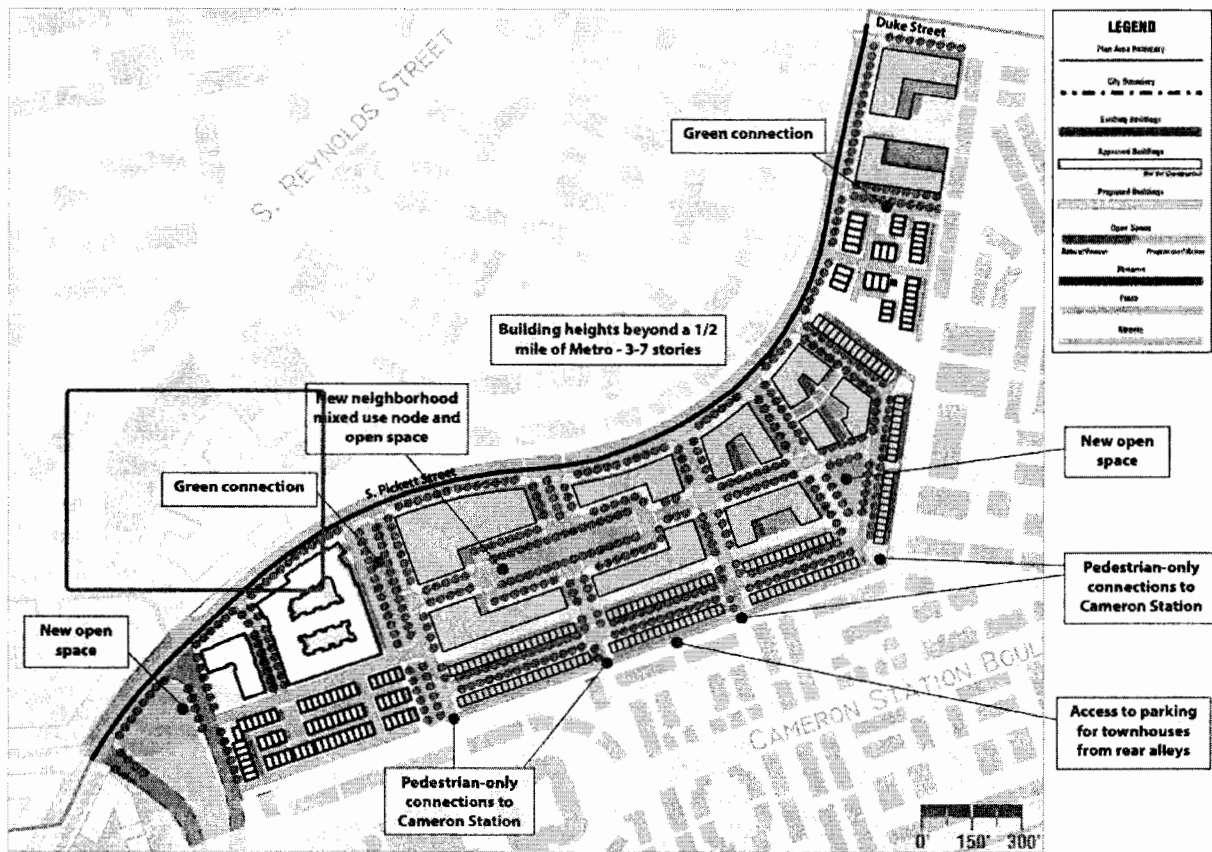 Duke Street
S. REYNOLDS STREET
Green connection
Building heights beyond a 1/2
mile of Metro - 3-7 stories
New neighborhood
mixed use node and
open space
Green connection
S. Pickett Street
New open
space
New open
space
Pedestrian-only
connections to
Cameron Station
Pedestrian-only
connections to
Cameron Station
Access to parking
for townhouses
from rear alleys
CAMERON STATION BOUL
0' 150' 300'
LEGEND
Plan Area Boundary
City Boundary
Existing Buildings
Approved Buildings
Proposed Buildings
Open Space
Plaza